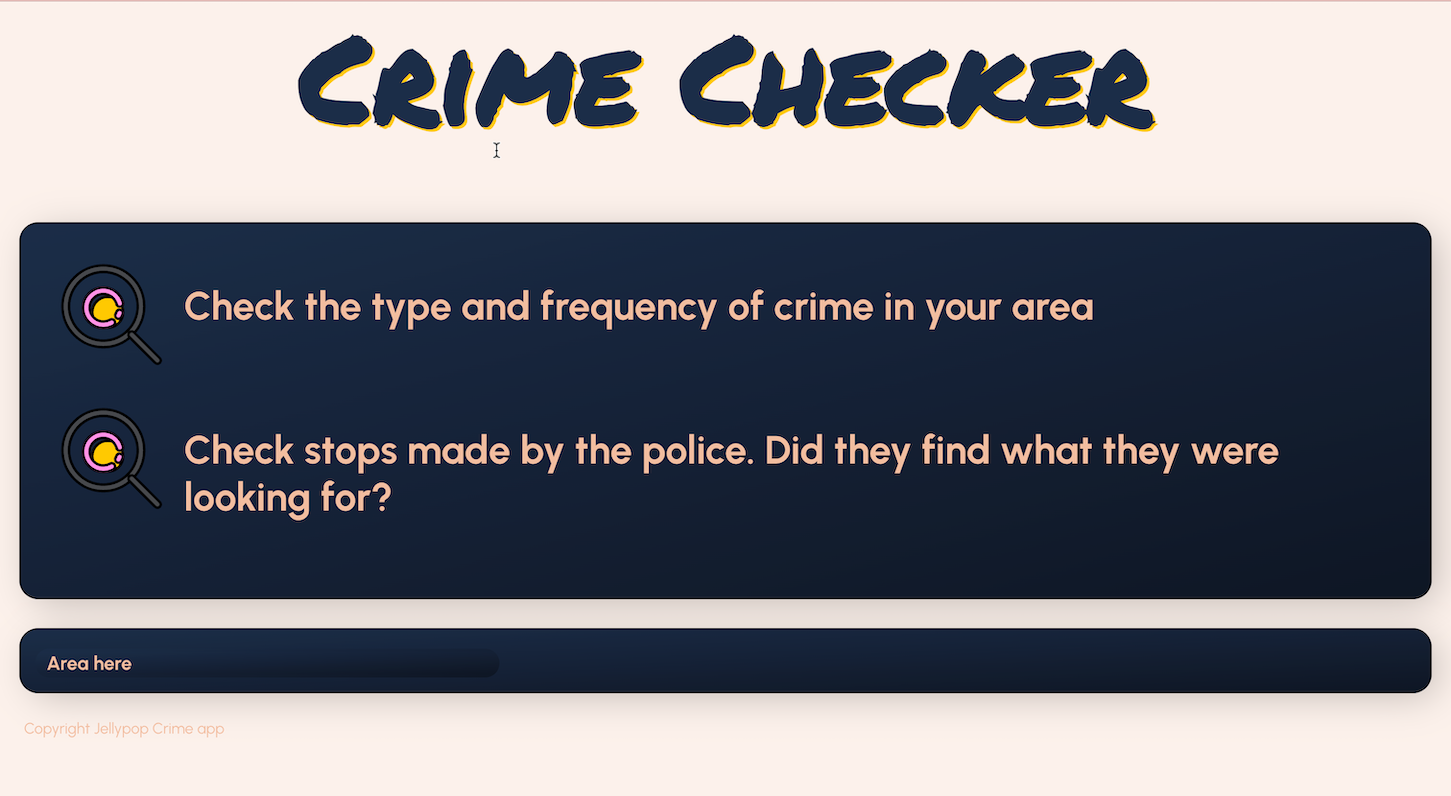 Crime Checker
Check the type and frequency of crime in your area
Check stops made by the police. Did they find what they were
looking for?
Area here
Copyright Jellypop Crime app